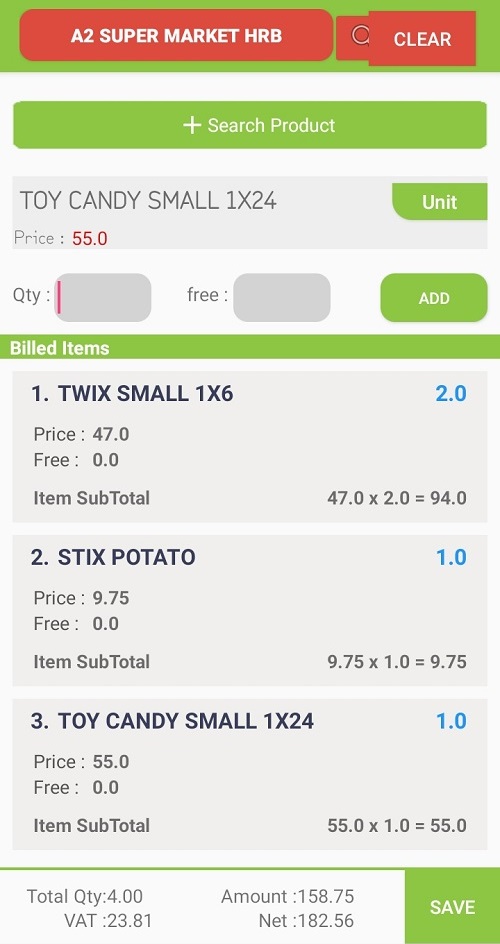 A2 SUPER MARKET HRB
CLEAR
+ Search Product
TOY CANDY SMALL 1X24
Unit
Price : 55.0
Qty :
free :
ADD
Billed Items
1. TWIX SMALL 1X6 2.0
Price : 47.0
Free : 0.0
Item SubTotal 47.0 x 2.0 = 94.0
2. STIX POTATO 1.0
Price : 9.75
Free : 0.0
Item SubTotal 9.75 x 1.0 = 9.75
3. TOY CANDY SMALL 1X24 1.0
Price : 55.0
Free : 0.0
Item SubTotal 55.0 x 1.0 = 55.0
Total Qty:4.00 Amount :158.75
VAT :23.81 Net :182.56
SAVE